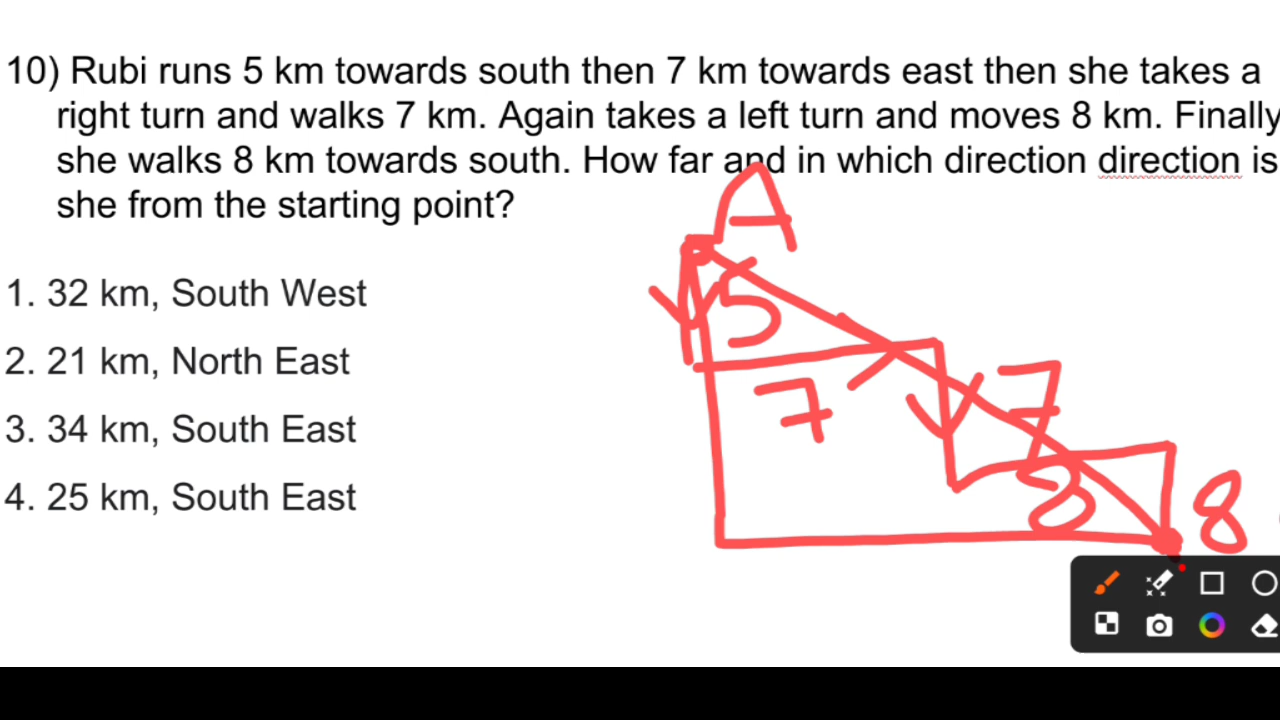 10) Rubi runs 5 km towards south then 7 km towards east then she takes a
right turn and walks 7 km. Again takes a left turn and moves 8 km. Finally
she walks 8 km towards south. How far and in which direction direction is
she from the starting point?
A
1. 32 km, South West
5
2. 21 km, North East
7
7
3. 34 km, South East
4. 25 km, South East
8
8